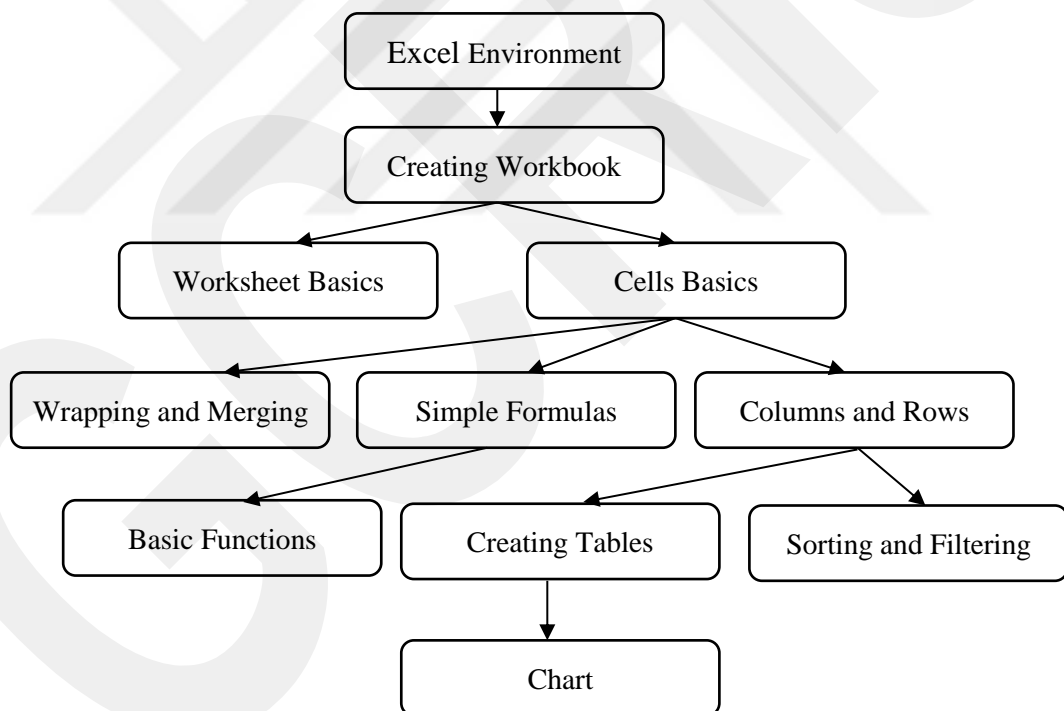 Excel Environment
Creating Workbook
Worksheet Basics
Cells Basics
Wrapping and Merging
Simple Formulas
Columns and Rows
Basic Functions
Creating Tables
Sorting and Filtering
Chart